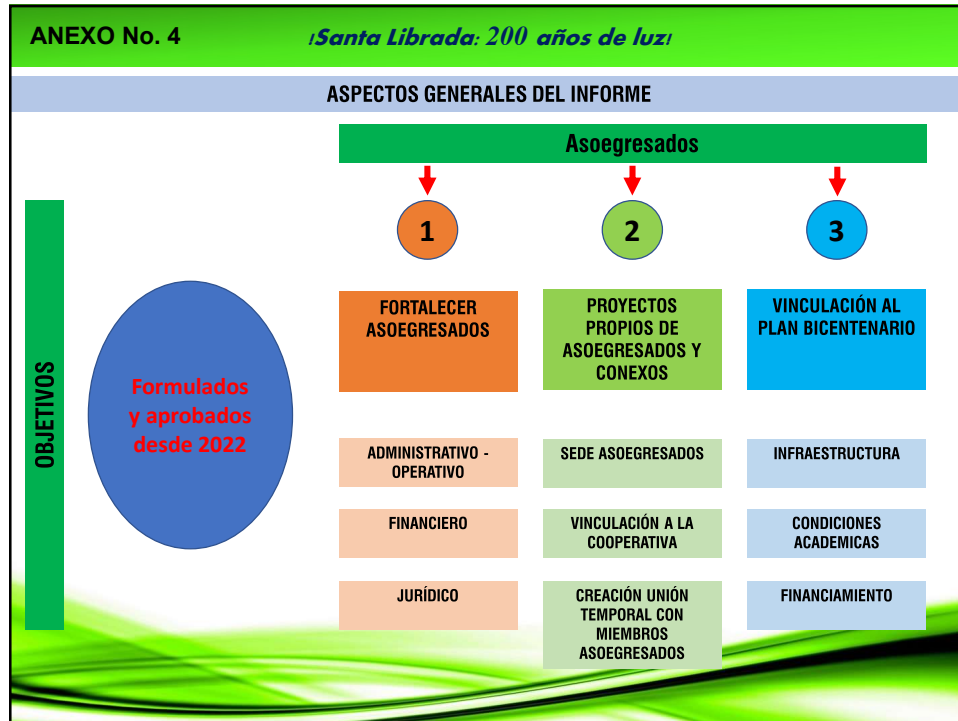 ANEXO No. 4
¡Santa Librada: 200 años de luz!
ASPECTOS GENERALES DEL INFORME
Asoegresados
1
2
3
OBJETIVOS
Formulados
y aprobados
desde 2022
FORTALECER
ASOEGRESADOS
ADMINISTRATIVO -
OPERATIVO
FINANCIERO
JURÍDICO
PROYECTOS
PROPIOS DE
ASOEGRESADOS Y
CONEXOS
SEDE ASOEGRESADOS
VINCULACIÓN A LA
COOPERATIVA
CREACIÓN UNIÓN
TEMPORAL CON
MIEMBROS
ASOEGRESADOS
VINCULACIÓN AL
PLAN BICENTENARIO
INFRAESTRUCTURA
CONDICIONES
ACADEMICAS
FINANCIAMIENTO